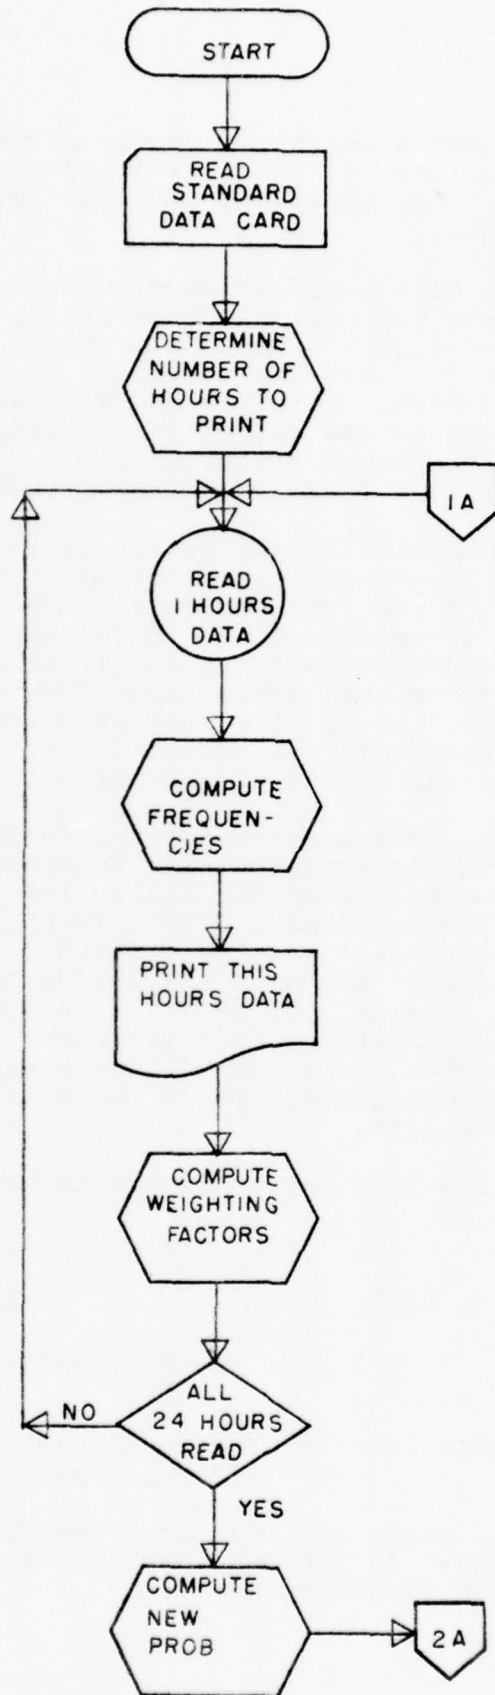 START
READ
STANDARD
DATA CARD
DETERMINE
NUMBER OF
HOURS TO
PRINT
1A
READ
1 HOURS
DATA
COMPUTE
FREQUEN-
CIES
PRINT THIS
HOURS DATA
COMPUTE
WEIGHTING
FACTORS
ALL
24 HOURS
READ
NO
YES
COMPUTE
NEW
PROB
2A